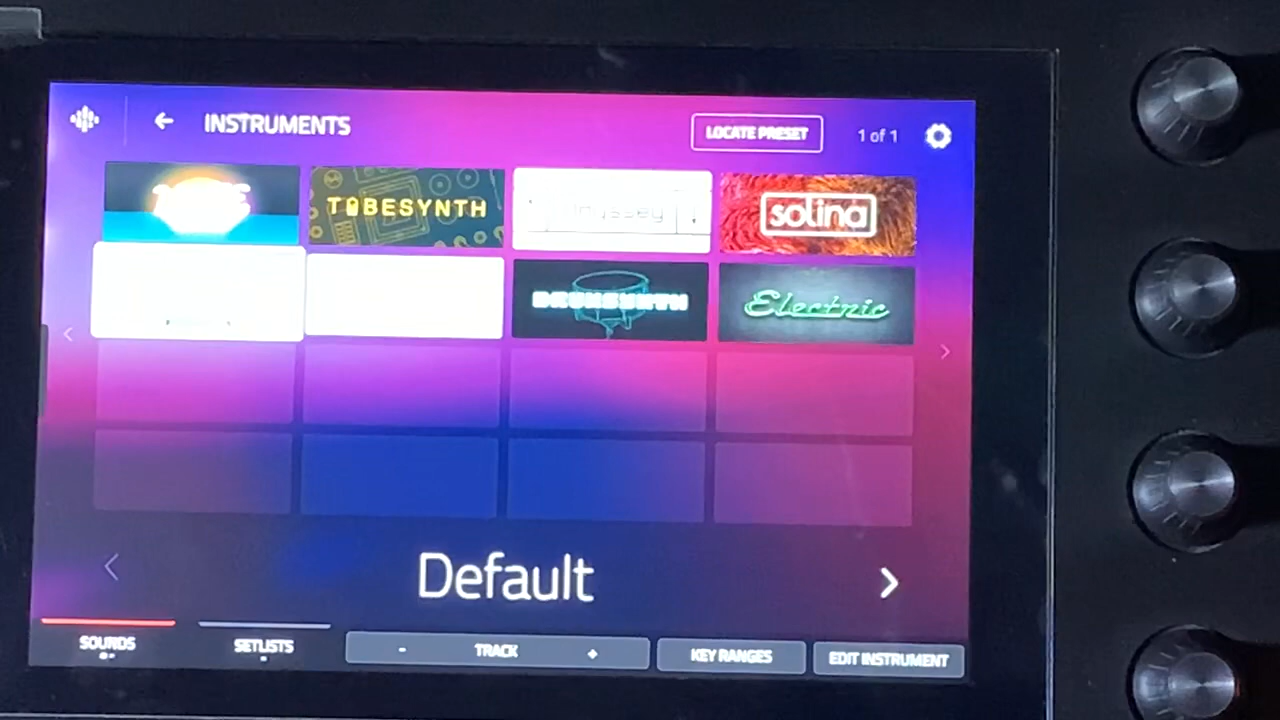 INSTRUMENTS
LOCATE PRESET
1 of 1
TUBESYNTH
Odyssey
solina
DRUMSYNTH
Electric
Default
SOUNDS
SETLISTS
- TRACK +
KEY RANGES
EDIT INSTRUMENT